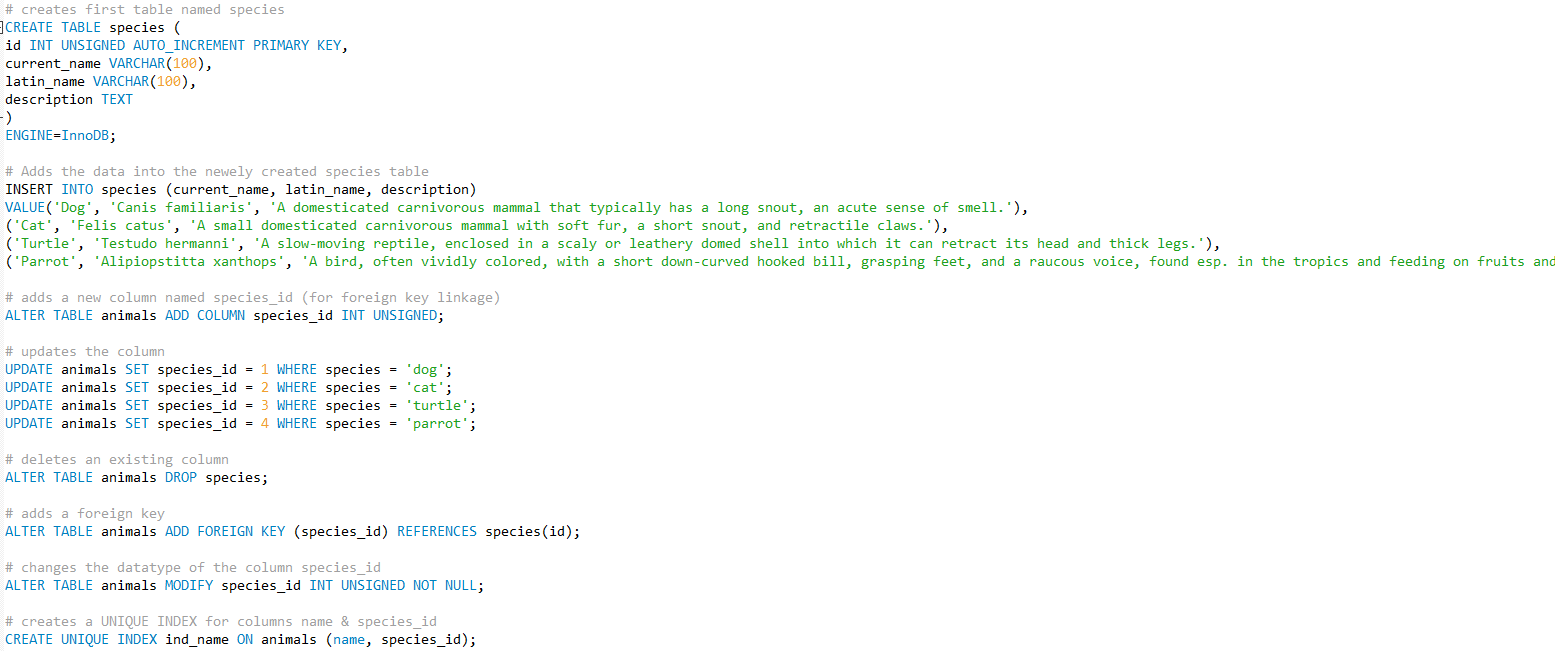 # creates first table named species
CREATE TABLE species (
id INT UNSIGNED AUTO_INCREMENT PRIMARY KEY,
current_name VARCHAR(100),
latin_name VARCHAR(100),
description TEXT
)
ENGINE=InnoDB;
# Adds the data into the newely created species table
INSERT INTO species (current_name, latin_name, description)
VALUE('Dog', 'Canis familiaris', 'A domesticated carnivorous mammal that typically has a long snout, an acute sense of smell.'),
('Cat', 'Felis catus', 'A small domesticated carnivorous mammal with soft fur, a short snout, and retractile claws.'),
('Turtle', 'Testudo hermanni', 'A slow-moving reptile, enclosed in a scaly or leathery domed shell into which it can retract its head and thick legs.'),
('Parrot', 'Alipiopstitta xanthops', 'A bird, often vividly colored, with a short down-curved hooked bill, grasping feet, and a raucous voice, found esp. in the tropics and feeding on fruits and
# adds a new column named species_id (for foreign key linkage)
ALTER TABLE animals ADD COLUMN species_id INT UNSIGNED;
# updates the column
UPDATE animals SET species_id = 1 WHERE species = 'dog';
UPDATE animals SET species_id = 2 WHERE species = 'cat';
UPDATE animals SET species_id = 3 WHERE species = 'turtle';
UPDATE animals SET species_id = 4 WHERE species = 'parrot';
# deletes an existing column
ALTER TABLE animals DROP species;
# adds a foreign key
ALTER TABLE animals ADD FOREIGN KEY (species_id) REFERENCES species(id);
# changes the datatype of the column species_id
ALTER TABLE animals MODIFY species_id INT UNSIGNED NOT NULL;
# creates a UNIQUE INDEX for columns name & species_id
CREATE UNIQUE INDEX ind_name ON animals (name, species_id);